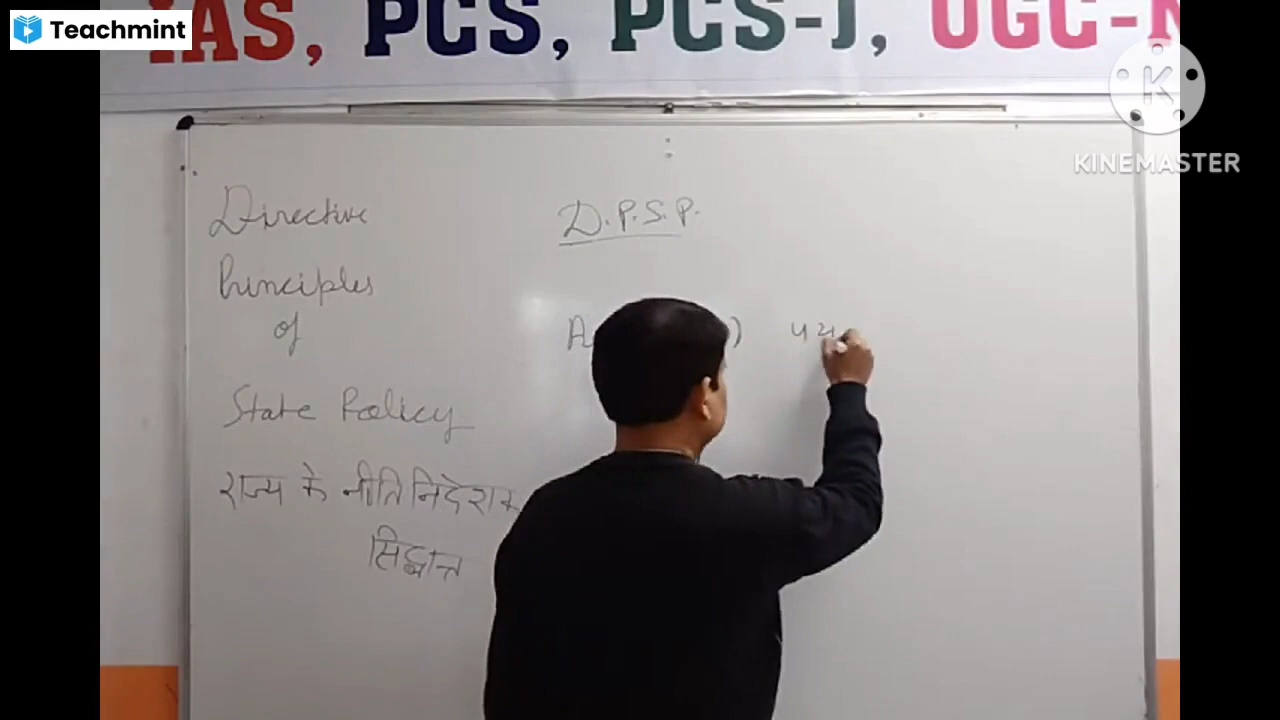 Teachmint
IAS, PCS, PCS-J, UGC-N
KINEMASTER
Directive
Principles
of
State Policy
राज्य के नीति निदेशक
सिद्धान्त
D.P.S.P.